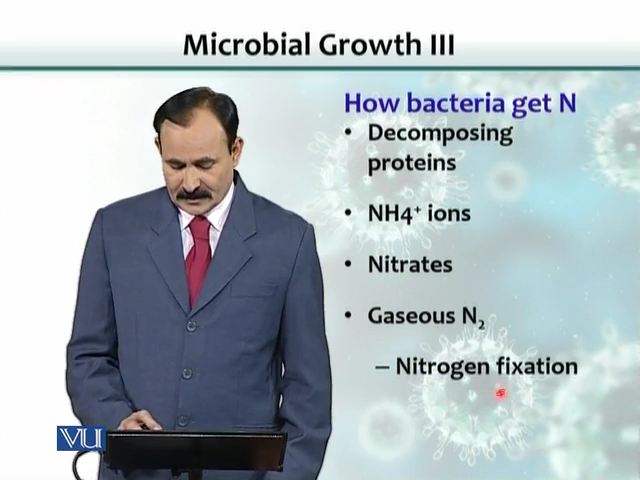 Microbial Growth III
How bacteria get N
• Decomposing
proteins
• NH4⁺ ions
• Nitrates
• Gaseous N₂
– Nitrogen fixation
VU